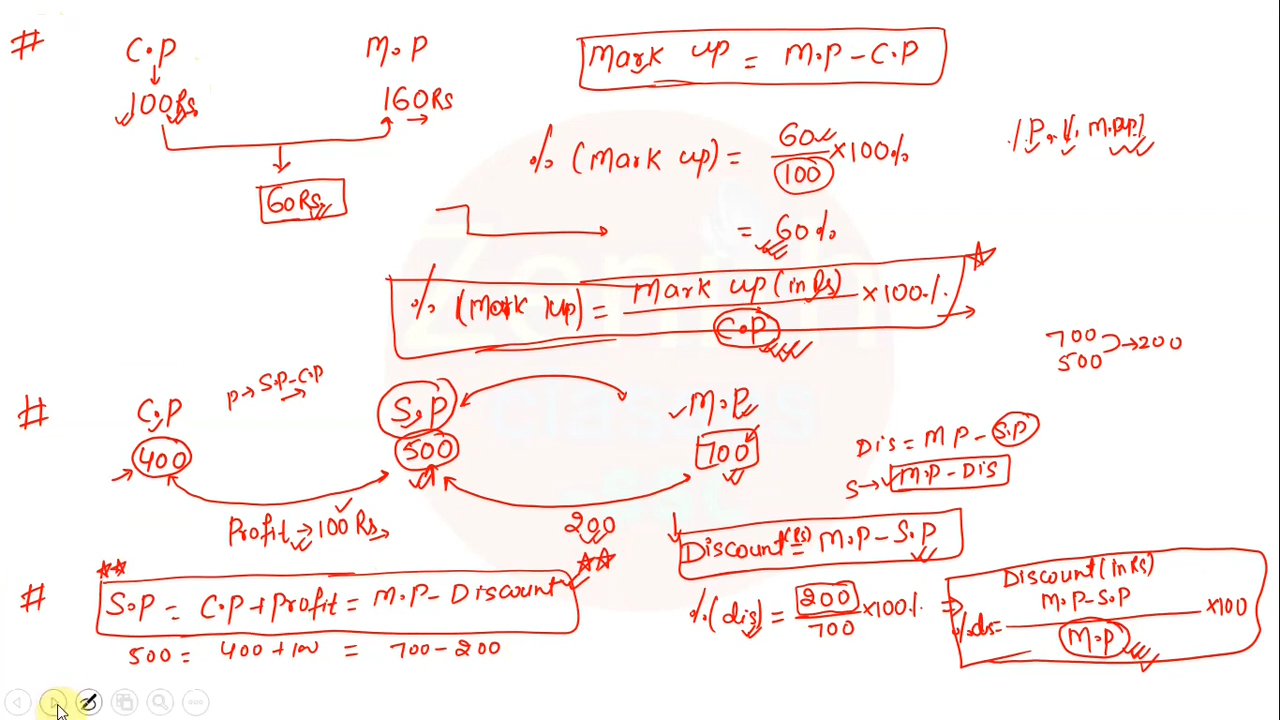 # C.P M.P
100Rs. 160Rs
60Rs
Mark up = M.P - C.P
% (Mark up) = 60/100 × 100%
= 60%
% (Mark up) = Mark up (in Rs)/C.P × 100%
700
500 → 200
# C.P P → S.P - C.P S.P M.P
400 500 700
Profit → 100 Rs
200
Dis = M P - S.P
S → M.P - Dis
Discount (Rs) = M.P - S.P
% (dis) = 200/700 × 100% ⇒
Discount (in Rs)
% dis = M.P - S.P/M.P × 100
# S.P = C.P + Profit = M.P - Discount
500 = 400 + 100 = 700 - 200
Zenith
classes